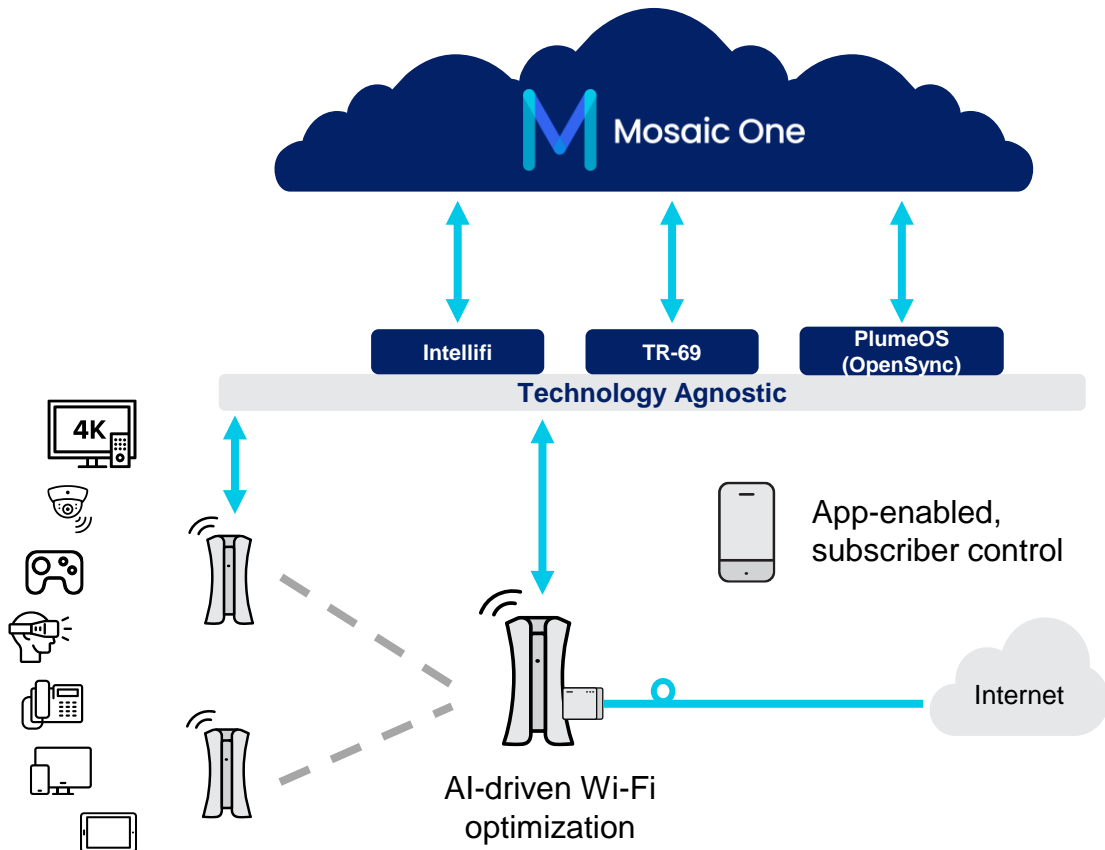 Mosaic One
Intellifi
TR-69
PlumeOS
(OpenSync)
Technology Agnostic
4K
App-enabled,
subscriber control
Internet
AI-driven Wi-Fi
optimization